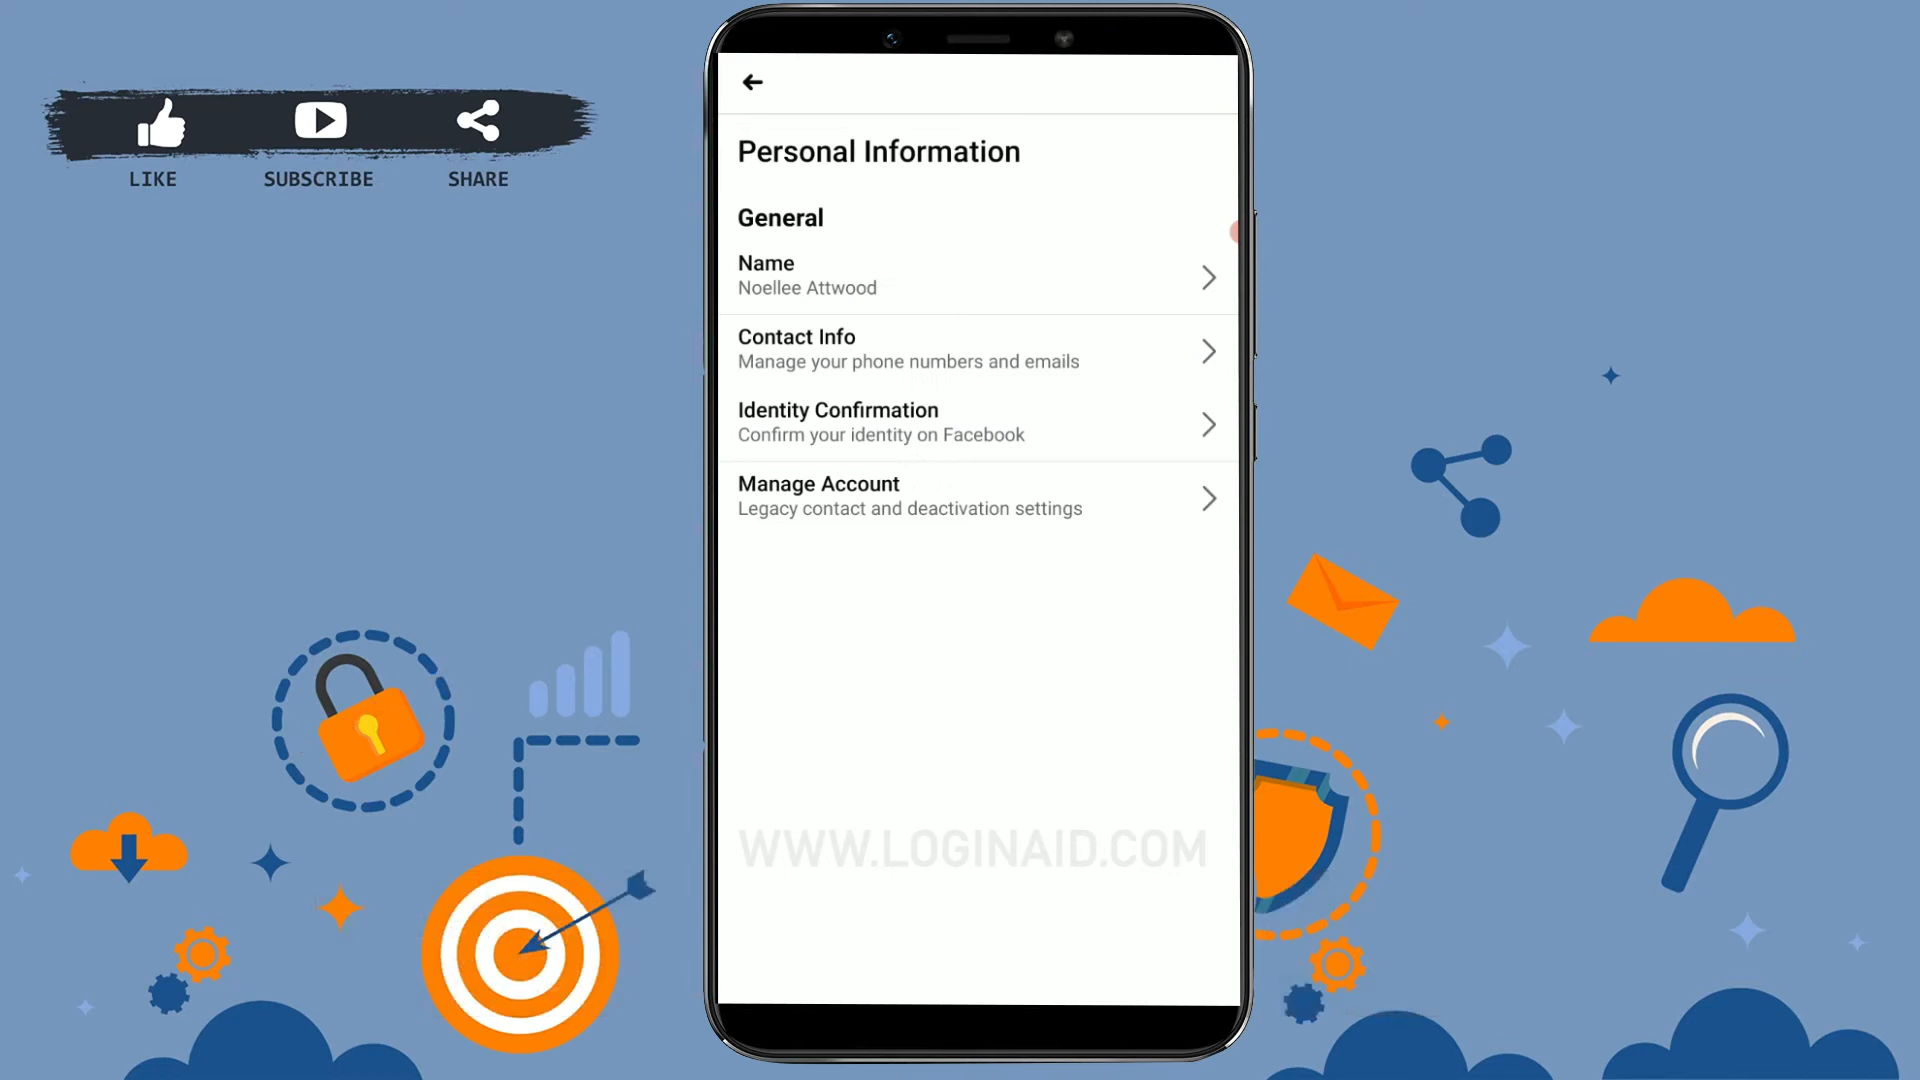 LIKE
SUBSCRIBE
SHARE
Personal Information
General
Name
Noellee Attwood
Contact Info
Manage your phone numbers and emails
Identity Confirmation
Confirm your identity on Facebook
Manage Account
Legacy contact and deactivation settings
WWW.LOGINAID.COM